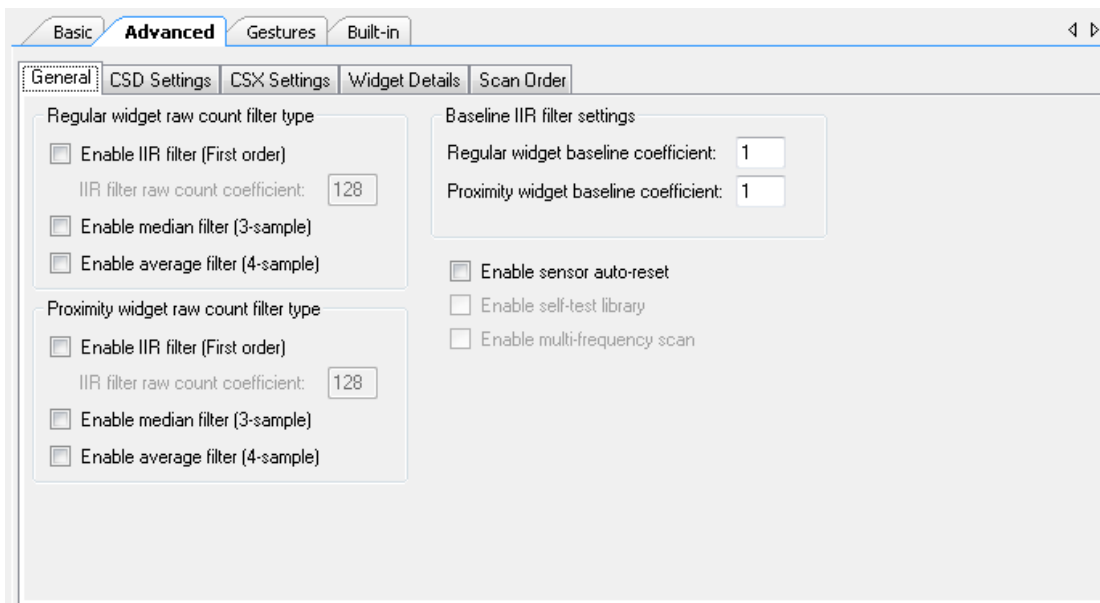 Basic Advanced Gestures Built-in
General CSD Settings CSX Settings Widget Details Scan Order
Regular widget raw count filter type
Enable IIR filter (First order)
IIR filter raw count coefficient: 128
Enable median filter (3-sample)
Enable average filter (4-sample)
Proximity widget raw count filter type
Enable IIR filter (First order)
IIR filter raw count coefficient: 128
Enable median filter (3-sample)
Enable average filter (4-sample)
Baseline IIR filter settings
Regular widget baseline coefficient: 1
Proximity widget baseline coefficient: 1
Enable sensor auto-reset
Enable self-test library
Enable multi-frequency scan